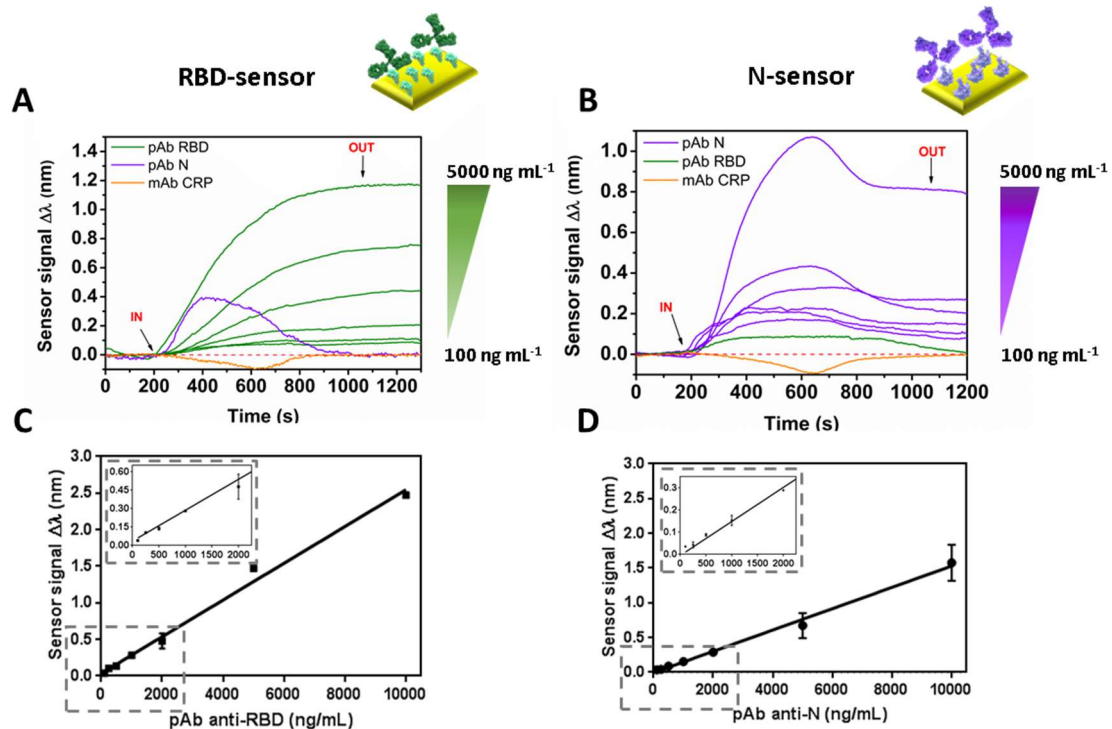 RBD-sensor
N-sensor
A
Sensor signal Δλ (nm)
1.4
1.2
1.0
0.8
0.6
0.4
0.2
0.0
pAb RBD
pAb N
mAb CRP
OUT
IN
0 200 400 600 800 1000 1200
Time (s)
5000 ng mL⁻¹
100 ng mL⁻¹
B
Sensor signal Δλ (nm)
1.0
0.8
0.6
0.4
0.2
0.0
pAb N
pAb RBD
mAb CRP
OUT
IN
0 200 400 600 800 1000 1200
Time (s)
5000 ng mL⁻¹
100 ng mL⁻¹
C
Sensor signal Δλ (nm)
3.0
2.5
2.0
1.5
1.0
0.5
0.0
0.60
0.45
0.30
0.15
0.00
0 500 1000 1500 2000
0 2000 4000 6000 8000 10000
pAb anti-RBD (ng/mL)
D
Sensor signal Δλ (nm)
3.0
2.5
2.0
1.5
1.0
0.5
0.0
0.3
0.2
0.1
0.0
0 500 1000 1500 2000
0 2000 4000 6000 8000 10000
pAb anti-N (ng/mL)